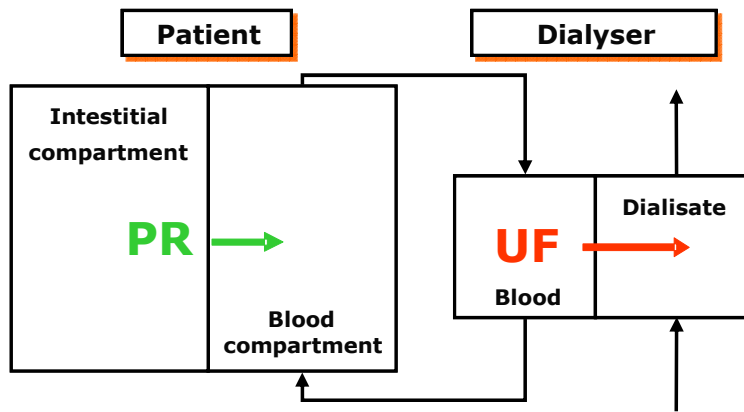 Patient
Dialyser
Intestitial
compartment
PR
Blood
compartment
UF
Blood
Dialisate